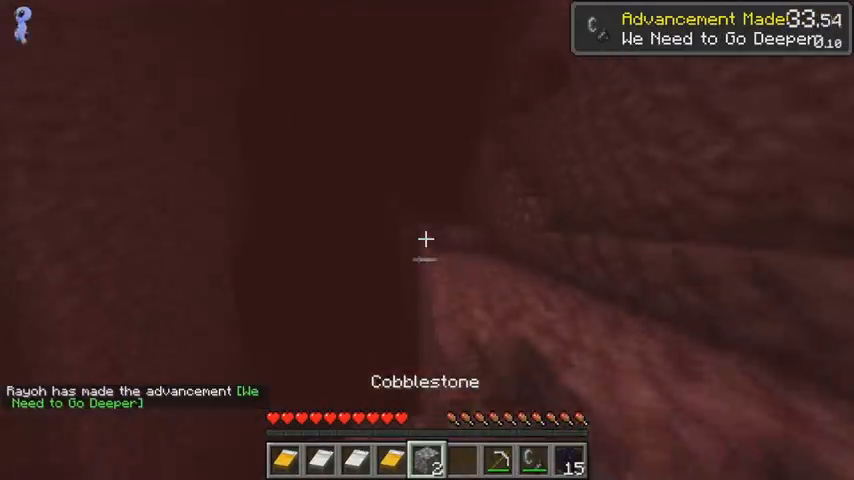 Advancement Made
33.54
We Need to Go Deeper
0.10
Cobblestone
Rayoh has made the advancement [We
Need to Go Deeper]
2
15